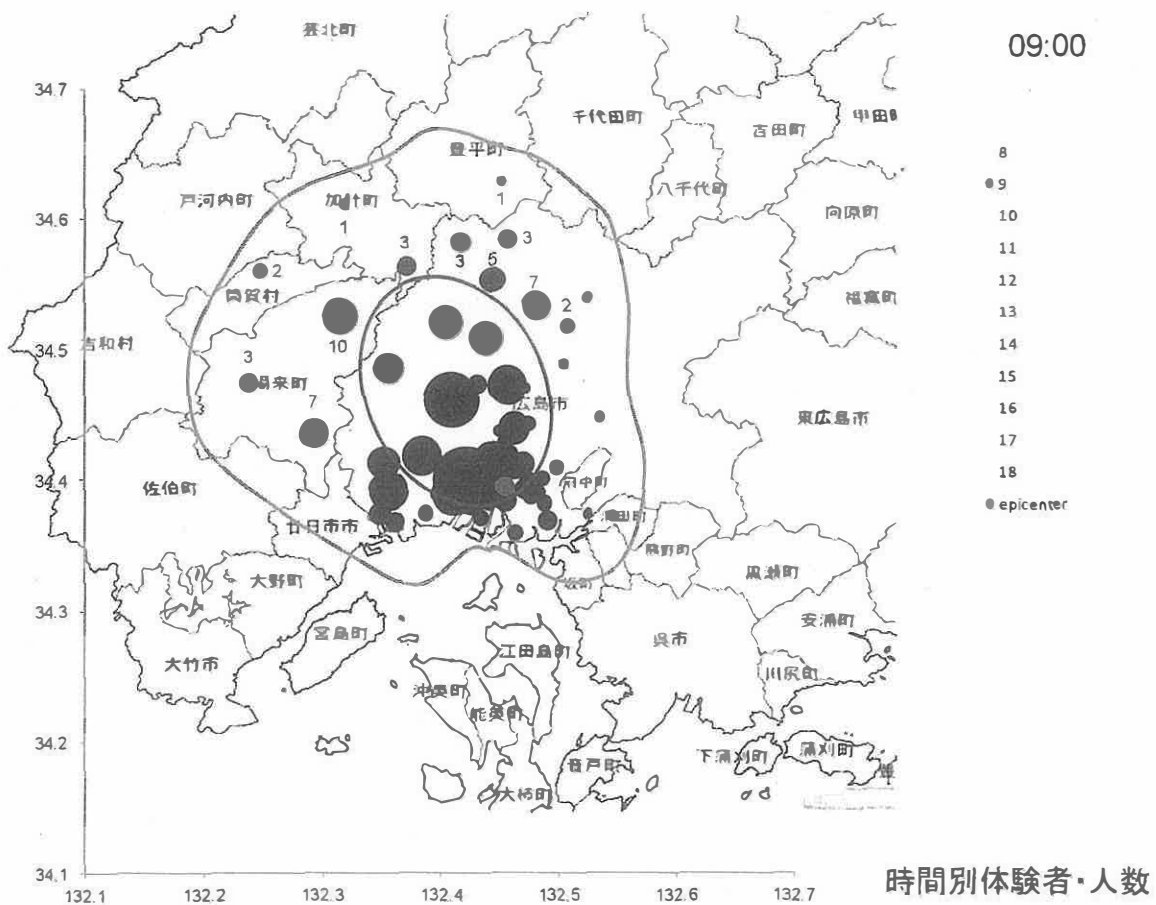 09:00
芸北町
34.7
千代田町
吉田町
豊平町
8
9
戸河内町
加計町
1
八千代町
向原町
10
34.6
1
3
3
3
5
11
2
筒賀村
7
2
福富町
12
13
吉和村
34.5
10
14
3
湯来町
15
7
広島市
東広島市
16
17
34.4
佐伯町
府中町
18
epicenter
廿日市市
熊野町
大野町
坂町
黒瀬町
34.3
宮島町
呉市
安浦町
大竹市
江田島町
川尻町
沖美町
能美町
34.2
音戸町
下蒲刈町
蒲刈町
大柿町
34.1
132.1
132.2
132.3
132.4
132.5
132.6
132.7
時間別体験者・人数